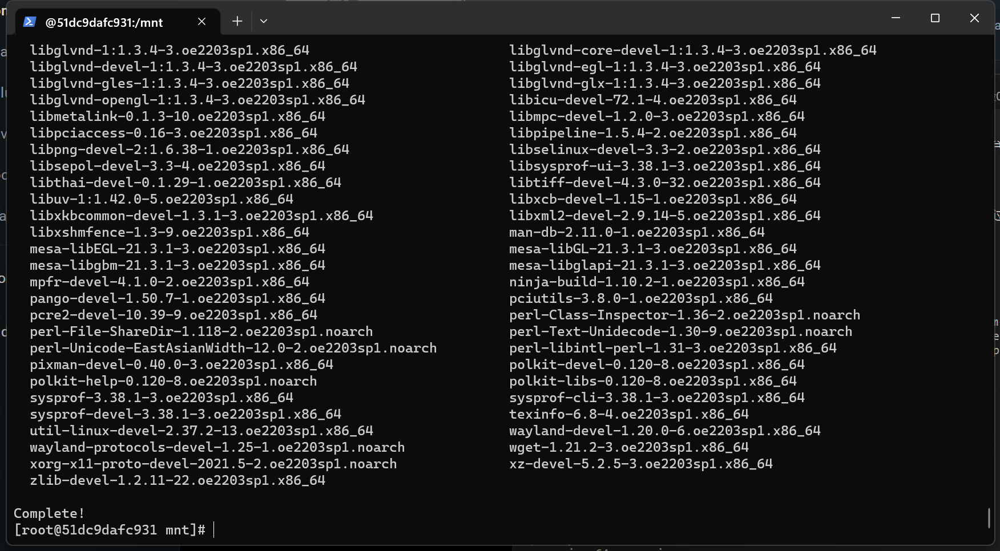 @51dc9dafc931:/mnt
libglvnd-1:1.3.4-3.oe2203sp1.x86_64 libglvnd-core-devel-1:1.3.4-3.oe2203sp1.x86_64
libglvnd-devel-1:1.3.4-3.oe2203sp1.x86_64 libglvnd-egl-1:1.3.4-3.oe2203sp1.x86_64
libglvnd-gles-1:1.3.4-3.oe2203sp1.x86_64 libglvnd-glx-1:1.3.4-3.oe2203sp1.x86_64
libglvnd-opengl-1:1.3.4-3.oe2203sp1.x86_64 libicu-devel-72.1-4.oe2203sp1.x86_64
libmetalink-0.1.3-10.oe2203sp1.x86_64 libmpc-devel-1.2.0-3.oe2203sp1.x86_64
libpciaccess-0.16-3.oe2203sp1.x86_64 libpipeline-1.5.4-2.oe2203sp1.x86_64
libpng-devel-2:1.6.38-1.oe2203sp1.x86_64 libselinux-devel-3.3-2.oe2203sp1.x86_64
libsepol-devel-3.3-4.oe2203sp1.x86_64 libsysprof-ui-3.38.1-3.oe2203sp1.x86_64
libthai-devel-0.1.29-1.oe2203sp1.x86_64 libtiff-devel-4.3.0-32.oe2203sp1.x86_64
libuv-1:1.42.0-5.oe2203sp1.x86_64 libxcb-devel-1.15-1.oe2203sp1.x86_64
libxkbcommon-devel-1.3.1-3.oe2203sp1.x86_64 libxml2-devel-2.9.14-5.oe2203sp1.x86_64
libxshmfence-1.3-9.oe2203sp1.x86_64 man-db-2.11.0-1.oe2203sp1.x86_64
mesa-libEGL-21.3.1-3.oe2203sp1.x86_64 mesa-libGL-21.3.1-3.oe2203sp1.x86_64
mesa-libgbm-21.3.1-3.oe2203sp1.x86_64 mesa-libglapi-21.3.1-3.oe2203sp1.x86_64
mpfr-devel-4.1.0-2.oe2203sp1.x86_64 ninja-build-1.10.2-1.oe2203sp1.x86_64
pango-devel-1.50.7-1.oe2203sp1.x86_64 pciutils-3.8.0-1.oe2203sp1.x86_64
pcre2-devel-10.39-9.oe2203sp1.x86_64 perl-Class-Inspector-1.36-2.oe2203sp1.noarch
perl-File-ShareDir-1.118-2.oe2203sp1.noarch perl-Text-Unidecode-1.30-9.oe2203sp1.noarch
perl-Unicode-EastAsianWidth-12.0-2.oe2203sp1.noarch perl-libintl-perl-1.31-3.oe2203sp1.x86_64
pixman-devel-0.40.0-3.oe2203sp1.x86_64 polkit-devel-0.120-8.oe2203sp1.x86_64
polkit-help-0.120-8.oe2203sp1.noarch polkit-libs-0.120-8.oe2203sp1.x86_64
sysprof-3.38.1-3.oe2203sp1.x86_64 sysprof-cli-3.38.1-3.oe2203sp1.x86_64
sysprof-devel-3.38.1-3.oe2203sp1.x86_64 texinfo-6.8-4.oe2203sp1.x86_64
util-linux-devel-2.37.2-13.oe2203sp1.x86_64 wayland-devel-1.20.0-6.oe2203sp1.x86_64
wayland-protocols-devel-1.25-1.oe2203sp1.noarch wget-1.21.2-3.oe2203sp1.x86_64
xorg-x11-proto-devel-2021.5-2.oe2203sp1.noarch xz-devel-5.2.5-3.oe2203sp1.x86_64
zlib-devel-1.2.11-22.oe2203sp1.x86_64
Complete!
[root@51dc9dafc931 mnt]#